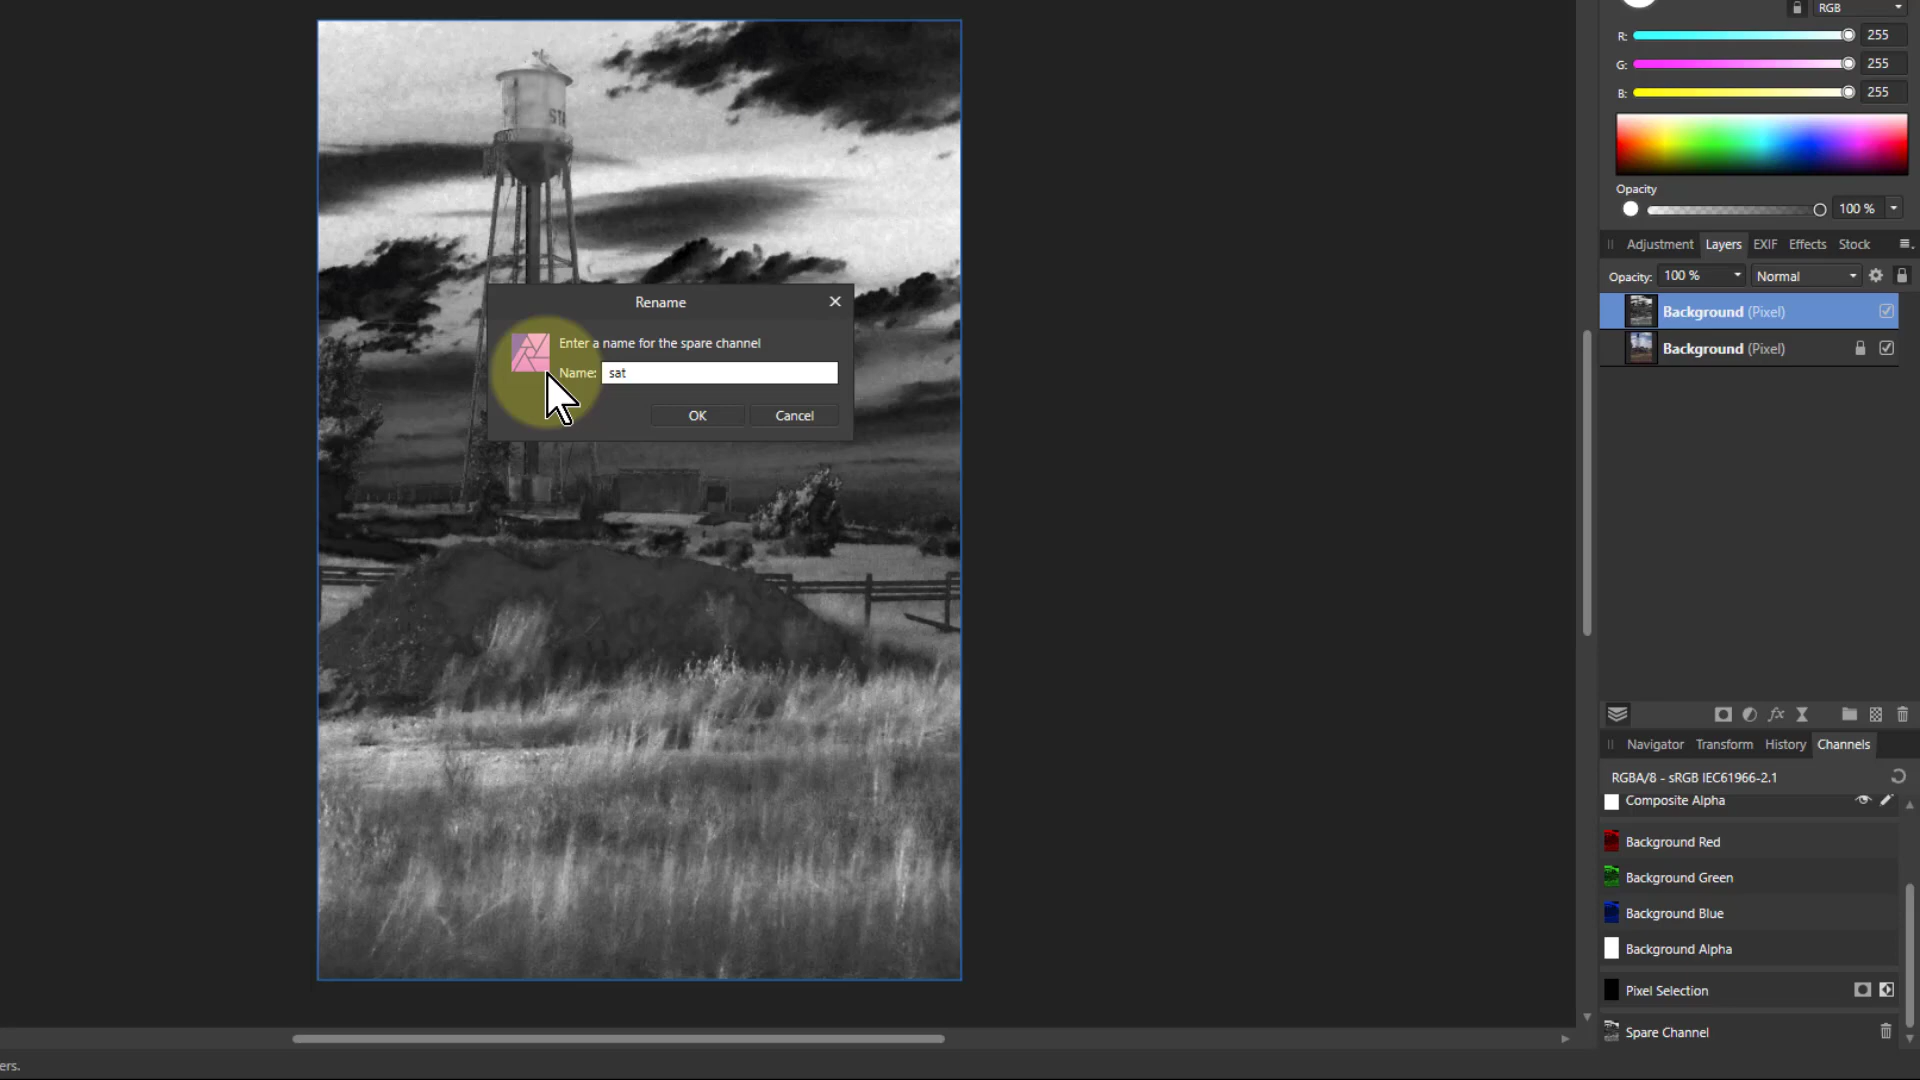 RGB
R: 255
G: 255
B: 255
Opacity
100 %
Adjustment Layers EXIF Effects Stock
Opacity: 100 % Normal
Background (Pixel)
Background (Pixel)
STA
Rename
Enter a name for the spare channel
Name: sat
OK Cancel
Navigator Transform History Channels
RGBA/8 - sRGB IEC61966-2.1
Composite Alpha
Background Red
Background Green
Background Blue
Background Alpha
Pixel Selection
Spare Channel
ers.